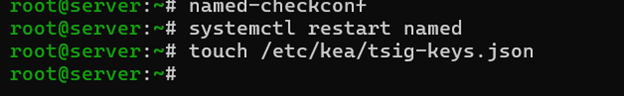 root@server:~# named-checkconf
root@server:~# systemctl restart named
root@server:~# touch /etc/kea/tsig-keys.json
root@server:~#